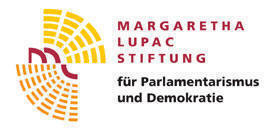 MARGARETHA
LUPAC
STIFTUNG
für Parlamentarismus
und Demokratie